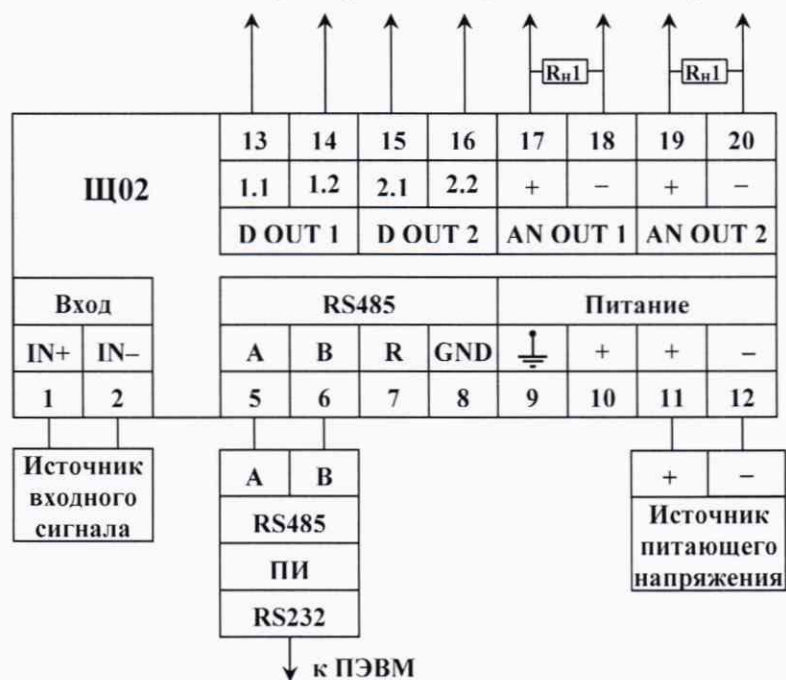 Rн1 Rн1
13 14 15 16 17 18 19 20
Щ02
1.1 1.2 2.1 2.2 + − + −
D OUT 1 D OUT 2 AN OUT 1 AN OUT 2
Вход RS485 Питание
IN+ IN− A B R GND + + −
1 2 5 6 7 8 9 10 11 12
Источник
входного
сигнала
A B
RS485
ПИ
RS232
к ПЭВМ
+ −
Источник
питающего
напряжения